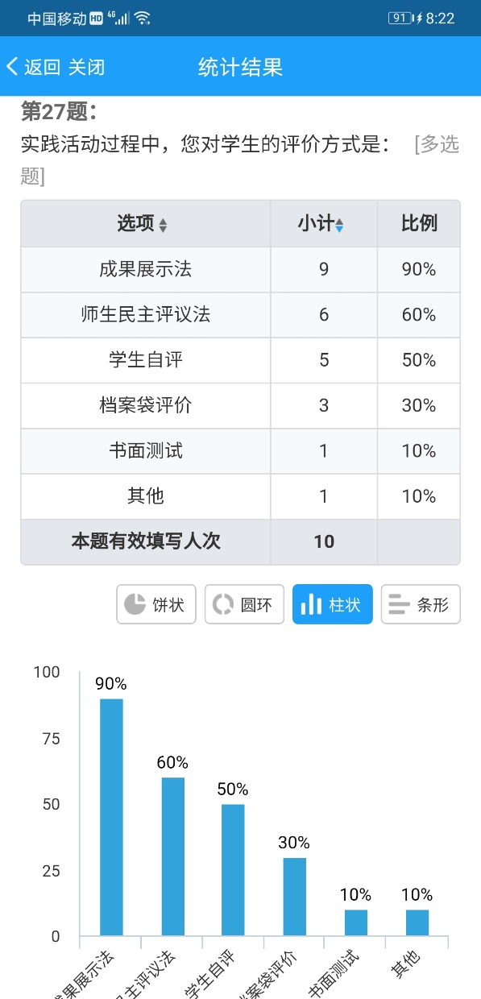 中国移动 HD 4G 91 8:22
返回 关闭 统计结果
第27题：
实践活动过程中，您对学生的评价方式是： [多选
题]
选项 小计 比例
成果展示法 9 90%
师生民主评议法 6 60%
学生自评 5 50%
档案袋评价 3 30%
书面测试 1 10%
其他 1 10%
本题有效填写人次 10
饼状 圆环 柱状 条形
100
90%
75
60%
50%
50
30%
25
10% 10%
0
果展示法 主评议法 学生自评 案袋评价 书面测试 其他